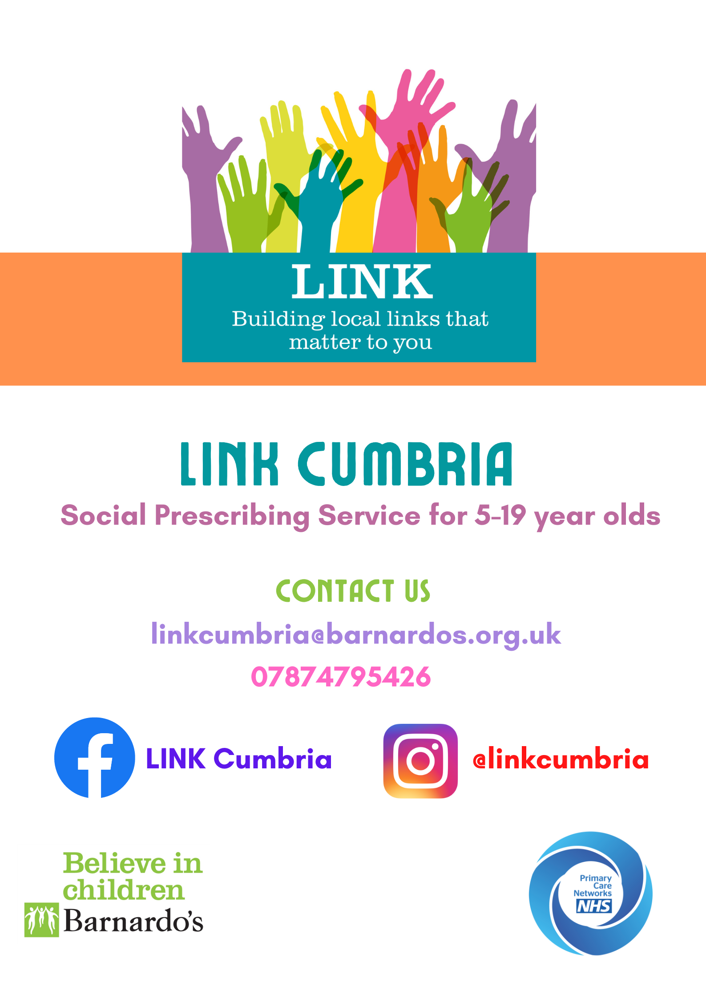 LINK
Building local links that
matter to you
LINK CUMBRIA
Social Prescribing Service for 5-19 year olds
CONTACT US
linkcumbria@barnardos.org.uk
07874795426
LINK Cumbria
@linkcumbria
Believe in
children
Barnardo's
Primary
Care
Networks
NHS